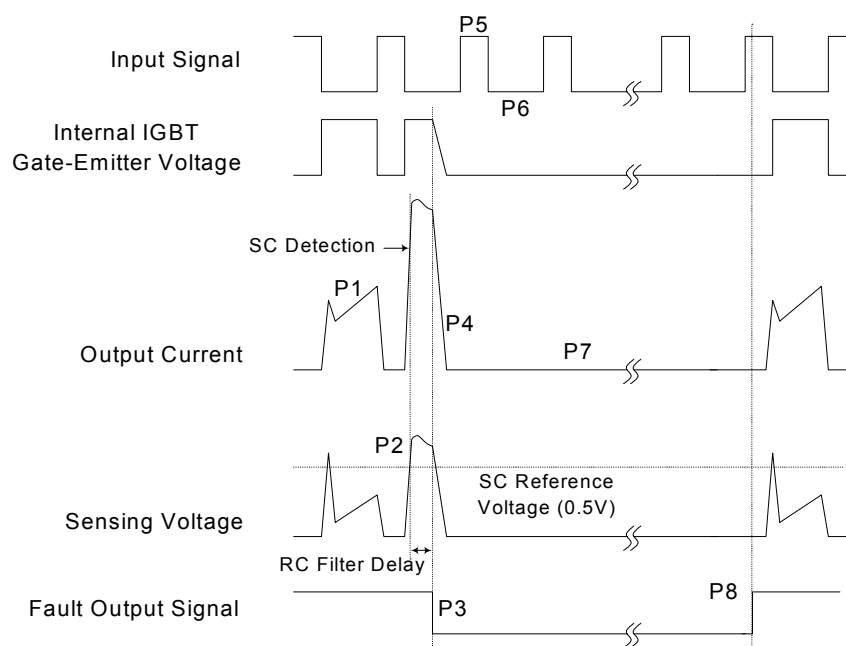 P5
Input Signal
P6
Internal IGBT
Gate-Emitter Voltage
SC Detection
P1
P4
Output Current
P7
P2
SC Reference
Voltage (0.5V)
Sensing Voltage
RC Filter Delay
Fault Output Signal
P3
P8